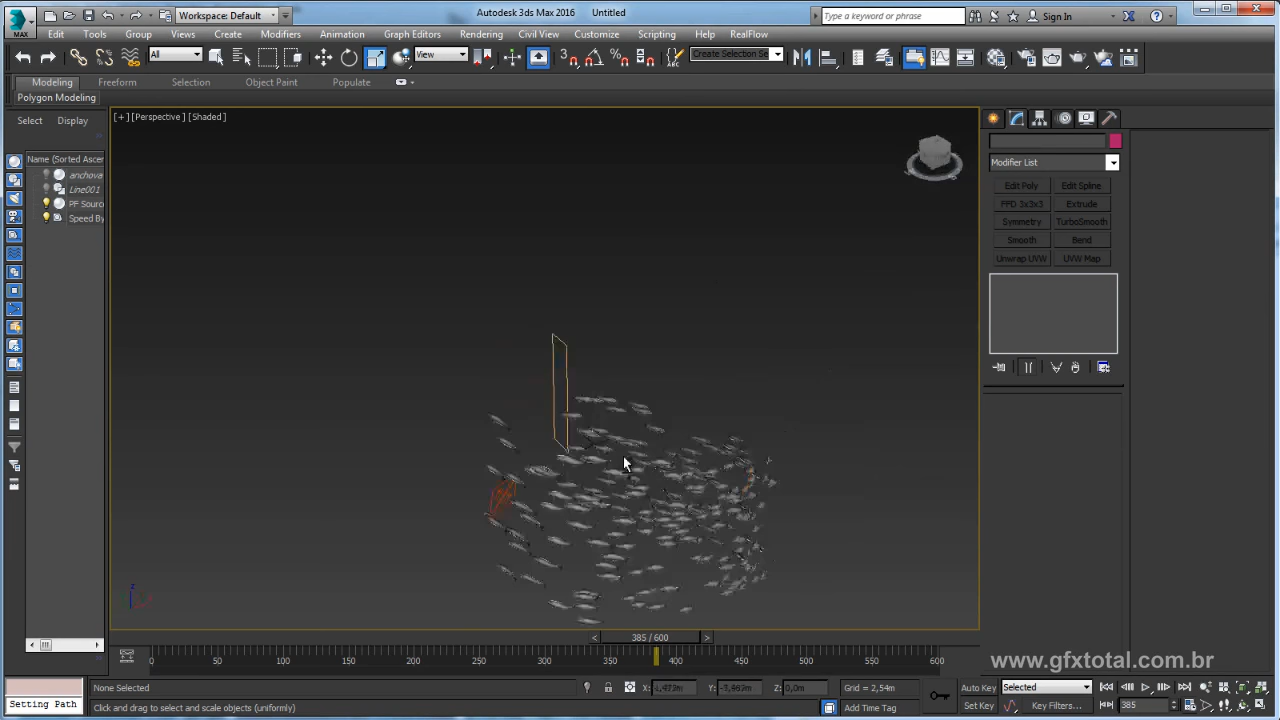 MAX
Workspace: Default
Autodesk 3ds Max 2016 Untitled
Type a keyword or phrase
Sign In
Edit Tools Group Views Create Modifiers Animation Graph Editors Rendering Civil View Customize Scripting Help RealFlow
All
View
Create Selection Se
Modeling Freeform Selection Object Paint Populate
Polygon Modeling
Select Display
[+] [Perspective ] [Shaded ]
Name (Sorted Ascen
anchova
Line001
PF Source
Speed By
Modifier List
Edit Poly Edit Spline
FFD 3x3x3 Extrude
Symmetry TurboSmooth
Smooth Bend
Unwrap UVW UVW Map
z
< 385 / 600 >
0 50 100 150 200 250 300 350 400 450 500 550 600
www.gfxtotal.com.br
None Selected
X: Y: Z: 0,0m
Grid = 2,54m
Auto Key
Selected
Setting Path
Click and drag to select and scale objects (uniformly)
Add Time Tag
Set Key
Key Filters...
385